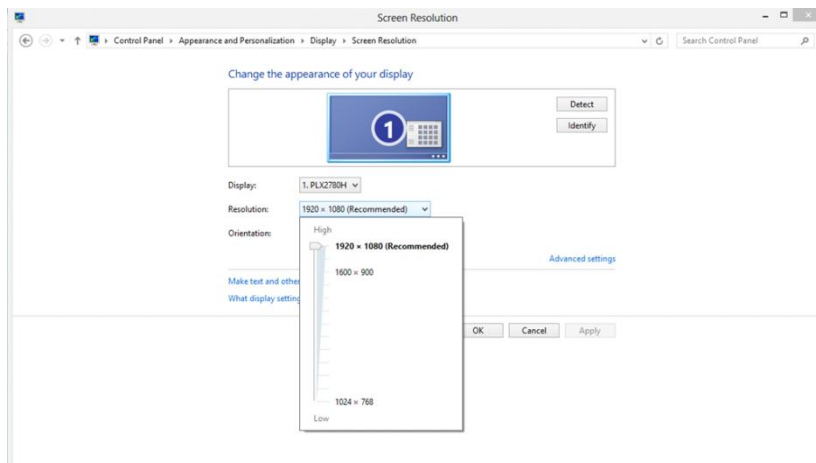 Screen Resolution
Control Panel ▸ Appearance and Personalization ▸ Display ▸ Screen Resolution
Search Control Panel
Change the appearance of your display
1
Detect
Identify
Display:
1. PLX2780H
Resolution:
1920 × 1080 (Recommended)
Orientation:
High
1920 × 1080 (Recommended)
1600 × 900
1024 × 768
Low
Advanced settings
Make text and other
What display setting
OK
Cancel
Apply